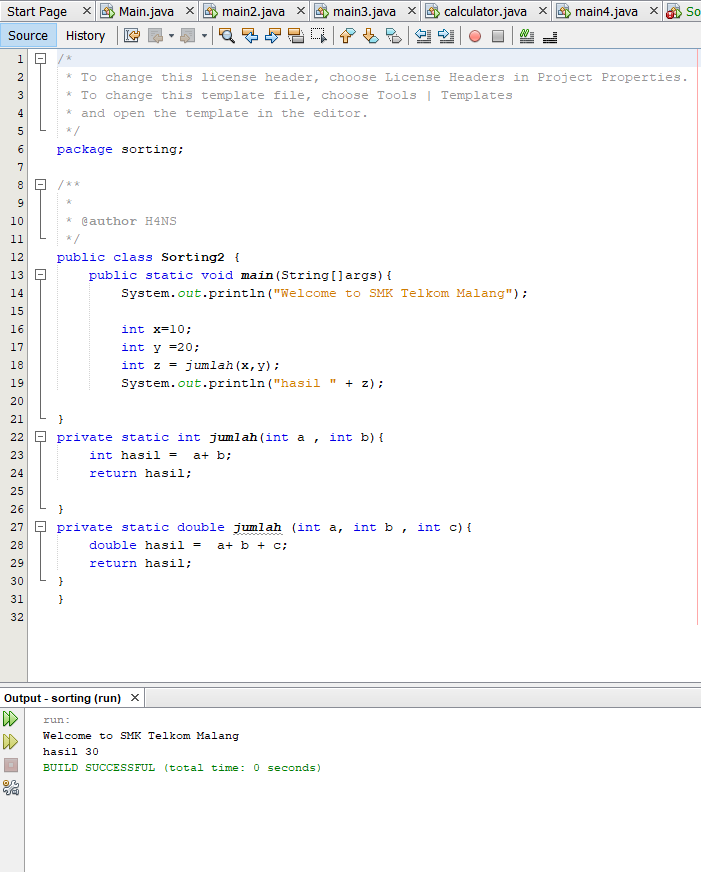 Start Page Main.java main2.java main3.java calculator.java main4.java So
Source History
1 /*
2 * To change this license header, choose License Headers in Project Properties.
3 * To change this template file, choose Tools | Templates
4 * and open the template in the editor.
5 */
6 package sorting;
7
8 /**
9 *
10 * @author H4NS
11 */
12 public class Sorting2 {
13 public static void main(String[]args){
14 System.out.println("Welcome to SMK Telkom Malang");
15
16 int x=10;
17 int y =20;
18 int z = jumlah(x,y);
19 System.out.println("hasil " + z);
20
21 }
22 private static int jumlah(int a , int b){
23 int hasil =  a+ b;
24 return hasil;
25
26 }
27 private static double jumlah (int a, int b , int c){
28 double hasil =  a+ b + c;
29 return hasil;
30 }
31 }
32
Output - sorting (run)
run:
Welcome to SMK Telkom Malang
hasil 30
BUILD SUCCESSFUL (total time: 0 seconds)